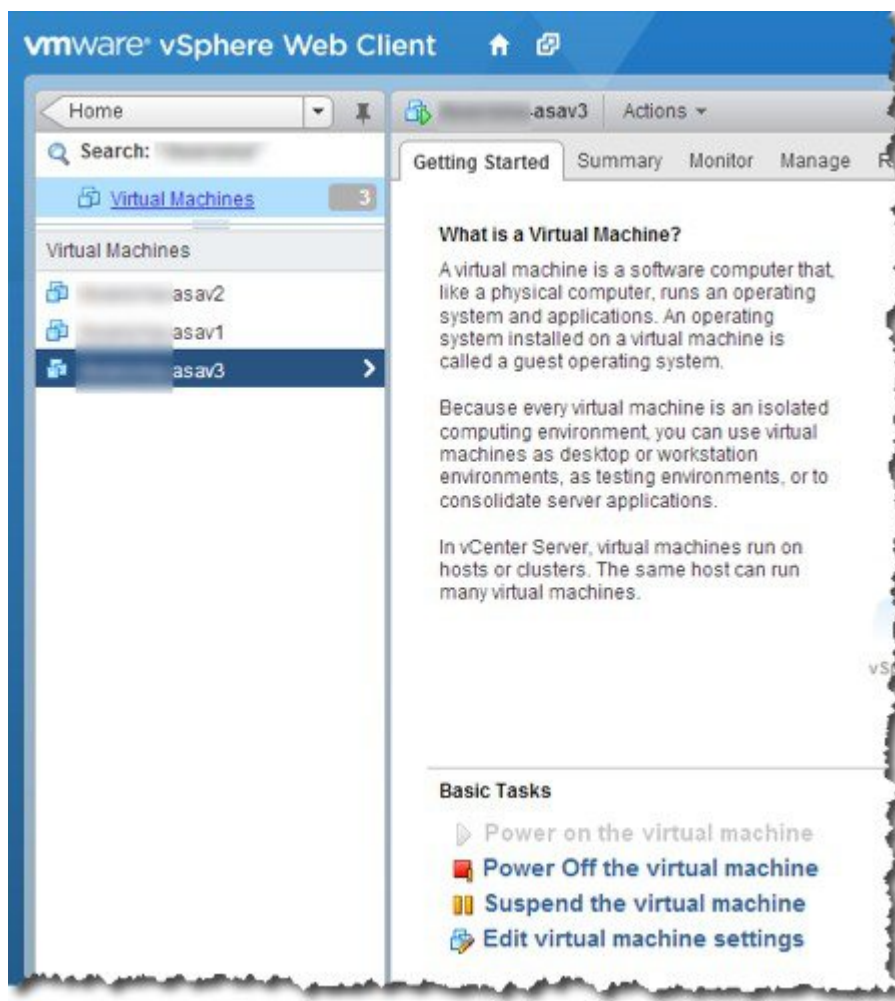 vmware® vSphere Web Client
Home
Search:
Virtual Machines 3
Virtual Machines
asav2
asav1
asav3
asav3 Actions
Getting Started Summary Monitor Manage
What is a Virtual Machine?
A virtual machine is a software computer that,
like a physical computer, runs an operating
system and applications. An operating
system installed on a virtual machine is
called a guest operating system.
Because every virtual machine is an isolated
computing environment, you can use virtual
machines as desktop or workstation
environments, as testing environments, or to
consolidate server applications.
In vCenter Server, virtual machines run on
hosts or clusters. The same host can run
many virtual machines.
Basic Tasks
Power on the virtual machine
Power Off the virtual machine
Suspend the virtual machine
Edit virtual machine settings